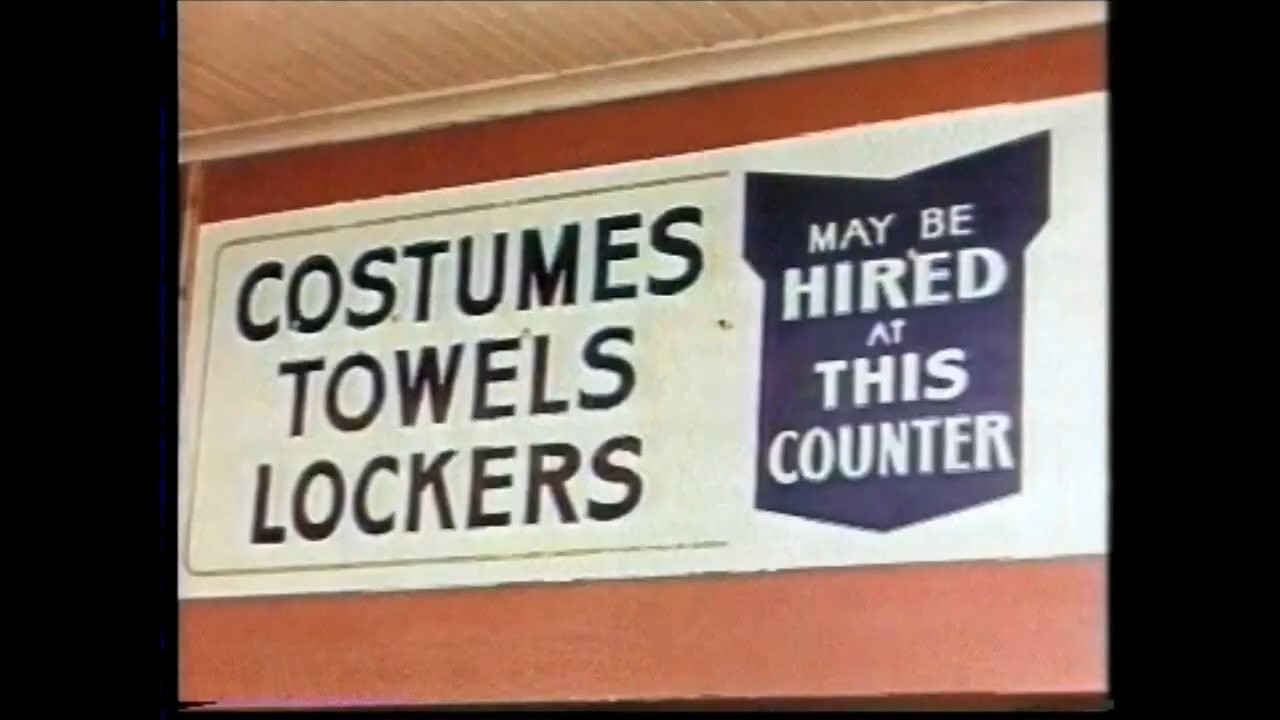 COSTUMES
TOWELS
LOCKERS
MAY BE
HIRED
AT
THIS
COUNTER